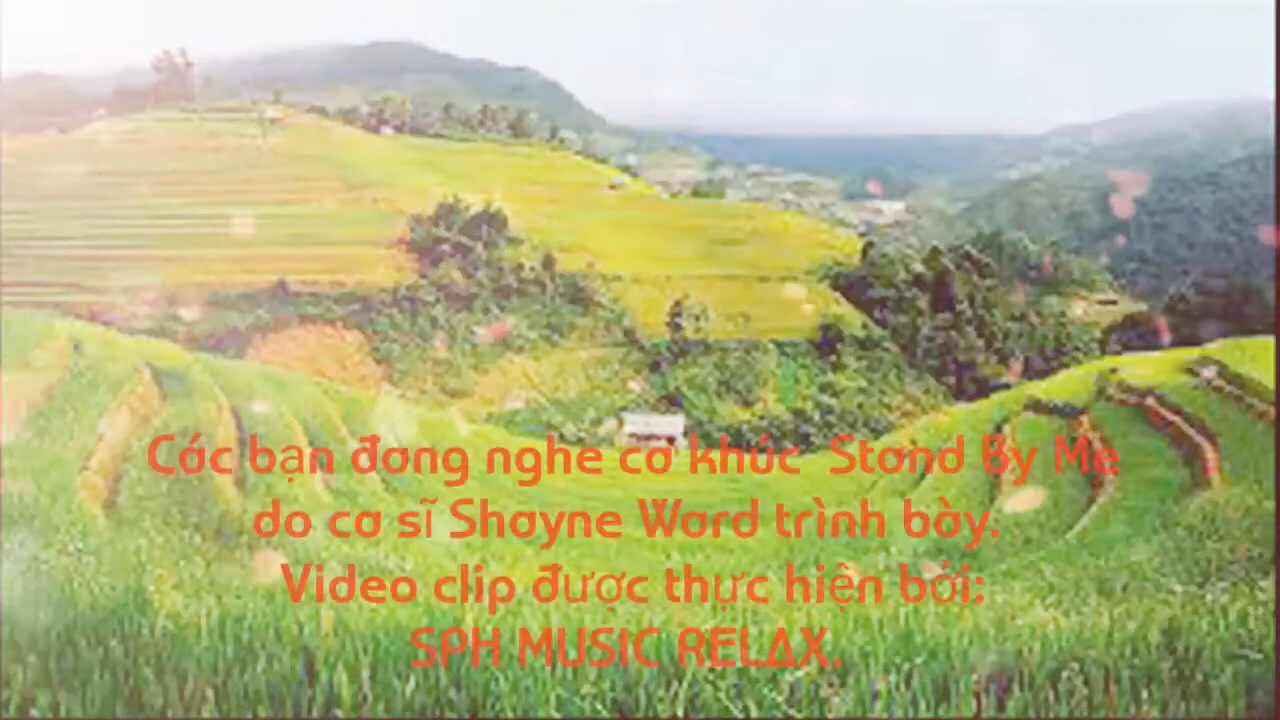 Các bạn đang nghe ca khúc Stand By Me
do ca sĩ Shayne Ward trình bày.
Video clip được thực hiện bởi:
SPH MUSIC RELAX.